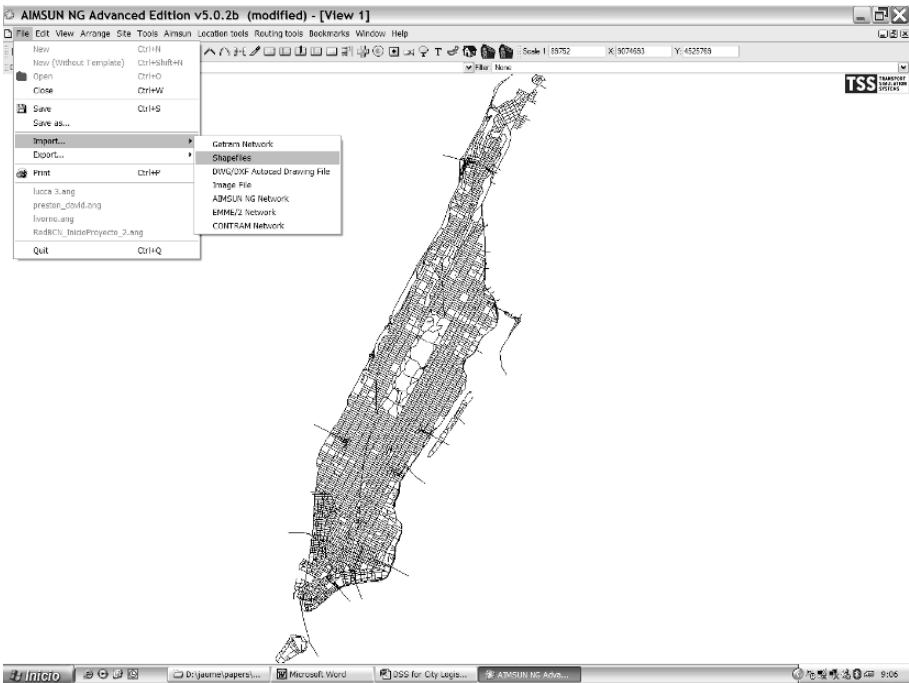 AIMSUN NG Advanced Edition v5.0.2b (modified) - [View 1]
File Edit View Arrange Site Tools Aimsun Location tools Routing tools Bookmarks Window Help
Scale 1: 89752 X: 9074693 Y: 4525769
Filter None
TSS TRANSPORT SIMULATION SYSTEMS
New Ctrl+N
New (Without Template) Ctrl+Shift+N
Open Ctrl+O
Close Ctrl+W
Save Ctrl+S
Save as...
Import...
Export...
Print Ctrl+P
lucca 3.ang
preston_david.ang
livorno.ang
RedBCN_InicioProyecto_2.ang
Quit Ctrl+Q
Getram Network
Shapefiles
DWG/DXF Autocad Drawing File
Image File
AIMSUN NG Network
EMME/2 Network
CONTRAM Network
Inicio D:\jaume\papers\... Microsoft Word DSS for City Logis... AIMSUN NG Adva... 9:06